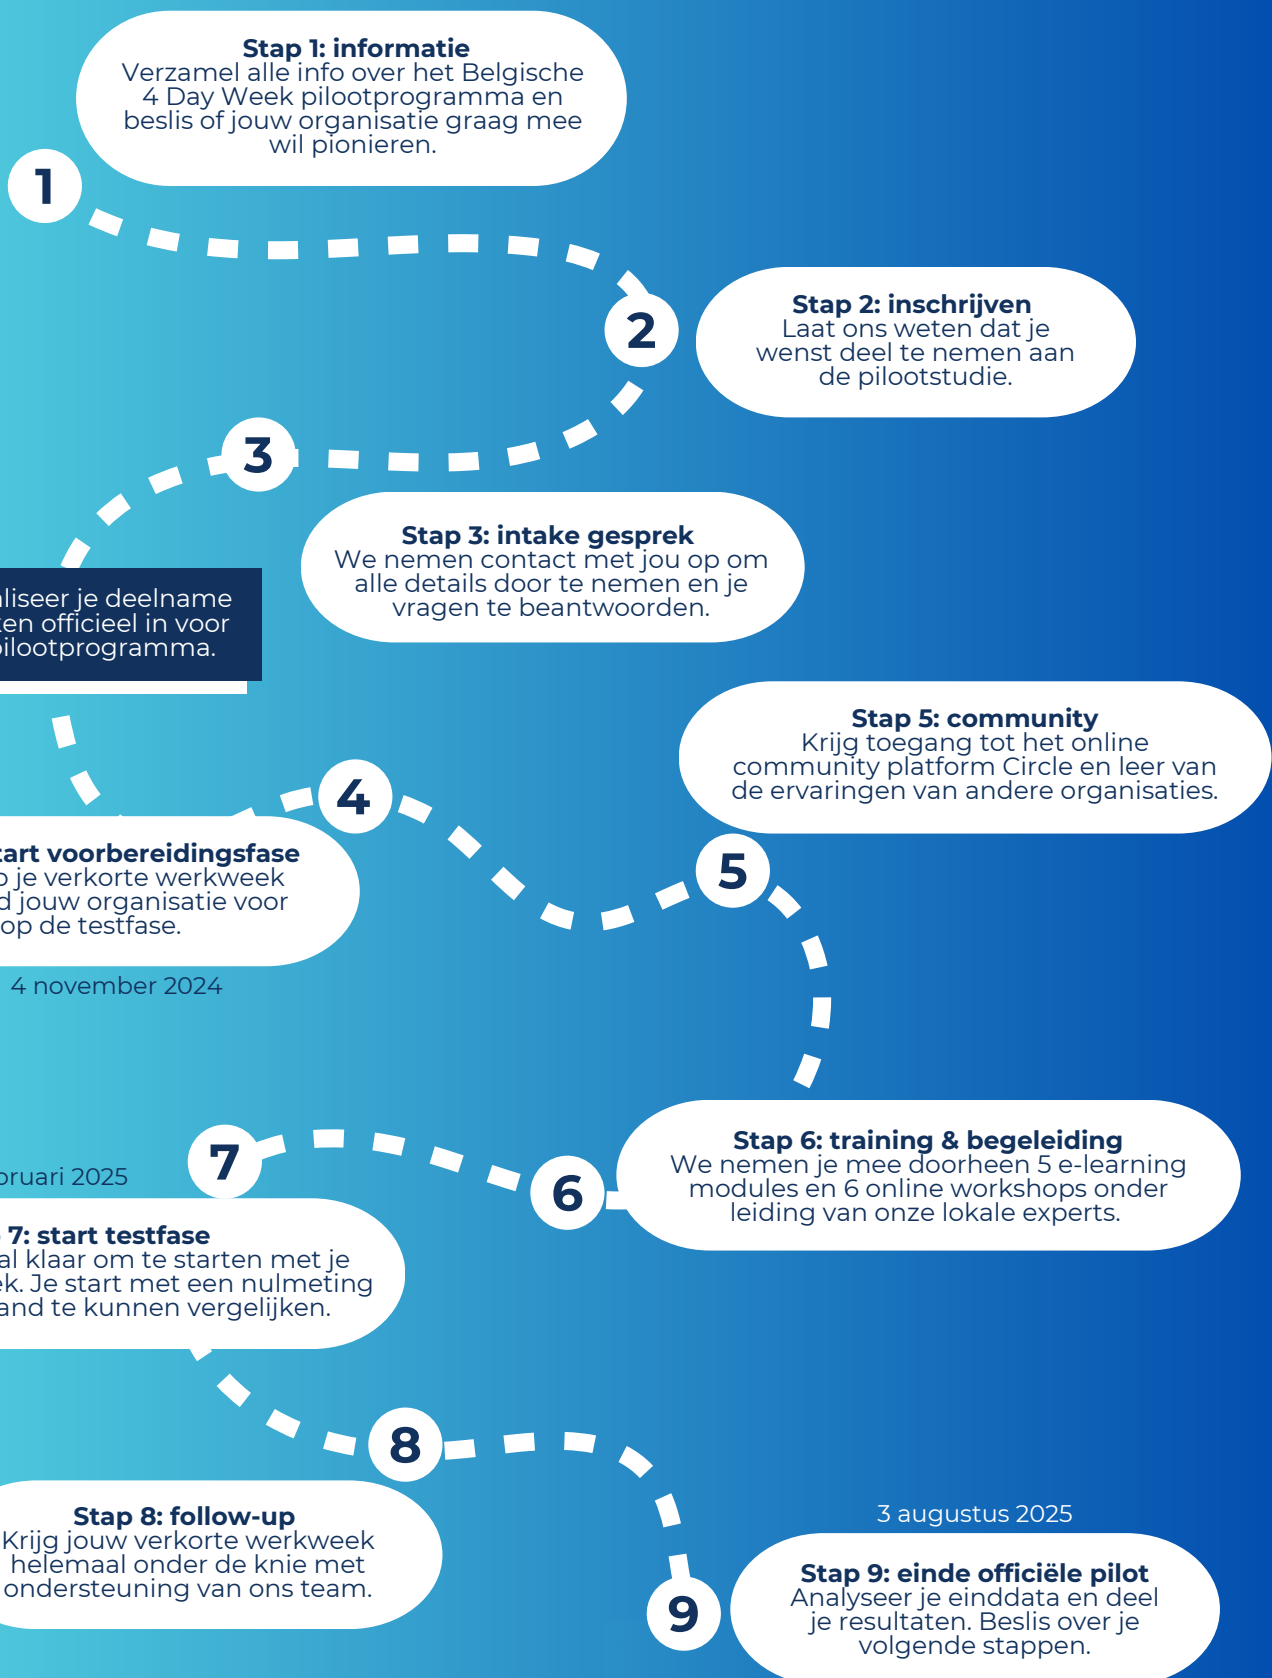 Stap 1: informatie
Verzamel alle info over het Belgische
4 Day Week pilootprogramma en
beslis of jouw organisatie graag mee
wil pionieren.
1
2
Stap 2: inschrijven
Laat ons weten dat je
wenst deel te nemen aan
de pilootstudie.
3
Stap 3: intake gesprek
We nemen contact met jou op om
alle details door te nemen en je
vragen te beantwoorden.
je deelname
officieel in voor
pilootprogramma.
Stap 5: community
Krijg toegang tot het online
community platform Circle en leer van
de ervaringen van andere organisaties.
4
5
voorbereidingsfase
je verkorte werkweek
jouw organisatie voor
op de testfase.
4 november 2024
7
6
Stap 6: training & begeleiding
We nemen je mee doorheen 5 e-learning
modules en 6 online workshops onder
leiding van onze lokale experts.
2025
7: start testfase
klaar om te starten met je
Je start met een nulmeting
te kunnen vergelijken.
8
Stap 8: follow-up
Krijg jouw verkorte werkweek
helemaal onder de knie met
ondersteuning van ons team.
3 augustus 2025
9
Stap 9: einde officiële pilot
Analyseer je einddata en deel
je resultaten. Beslis over je
volgende stappen.